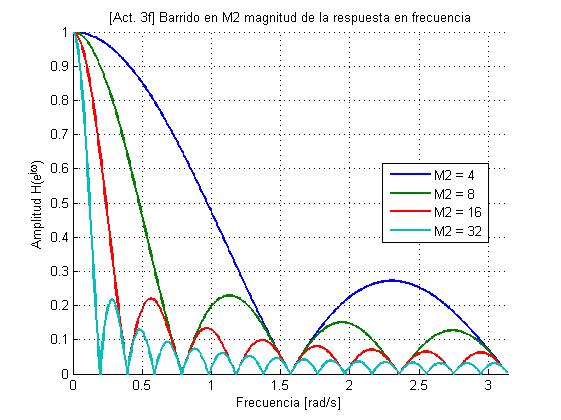 [Act. 3f] Barrido en M2 magnitud de la respuesta en frecuencia
1
0.9
0.8
0.7
0.6
0.5
0.4
0.3
0.2
0.1
0
Amplitud H(e^jω)
M2 = 4
M2 = 8
M2 = 16
M2 = 32
0 0.5 1 1.5 2 2.5 3
Frecuencia [rad/s]